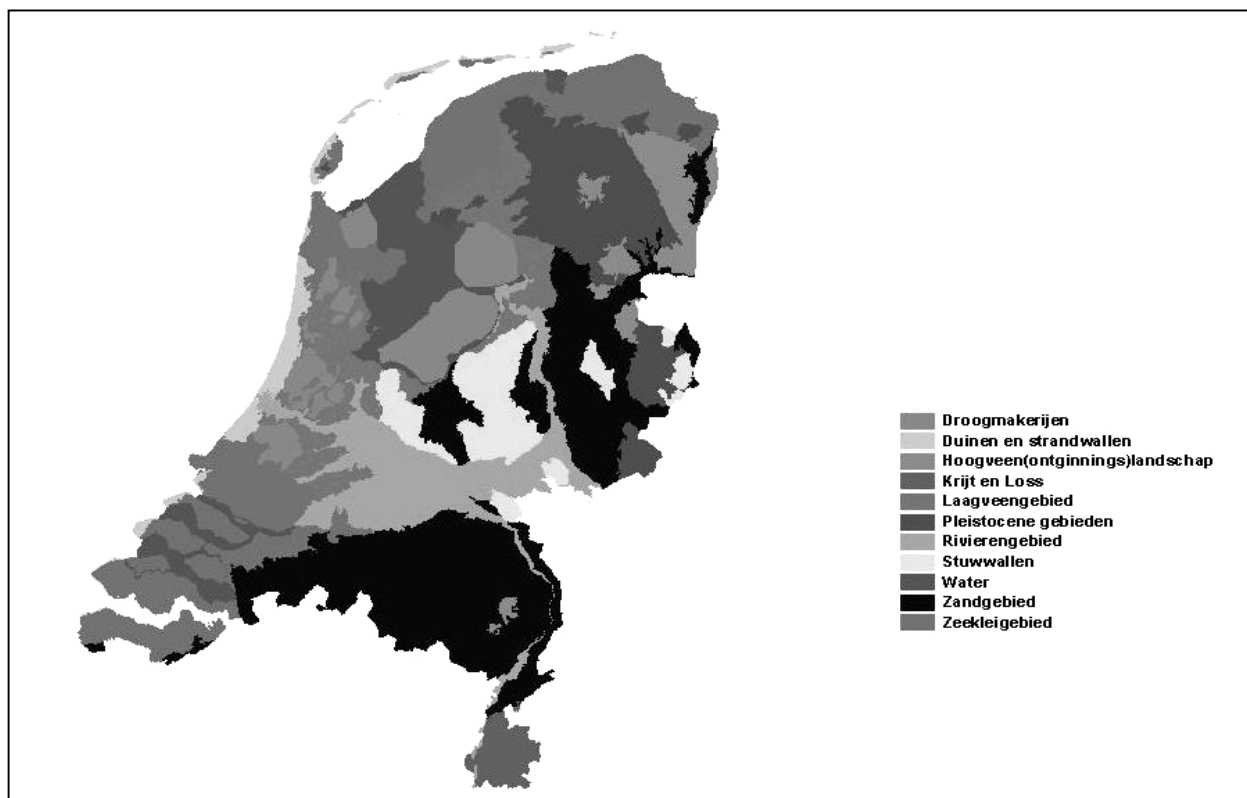 Droogmakerijen
Duinen en strandwallen
Hoogveen(ontginnings)landschap
Krijt en Loss
Laagveengebied
Pleistocene gebieden
Rivierengebied
Stuwwallen
Water
Zandgebied
Zeekleigebied